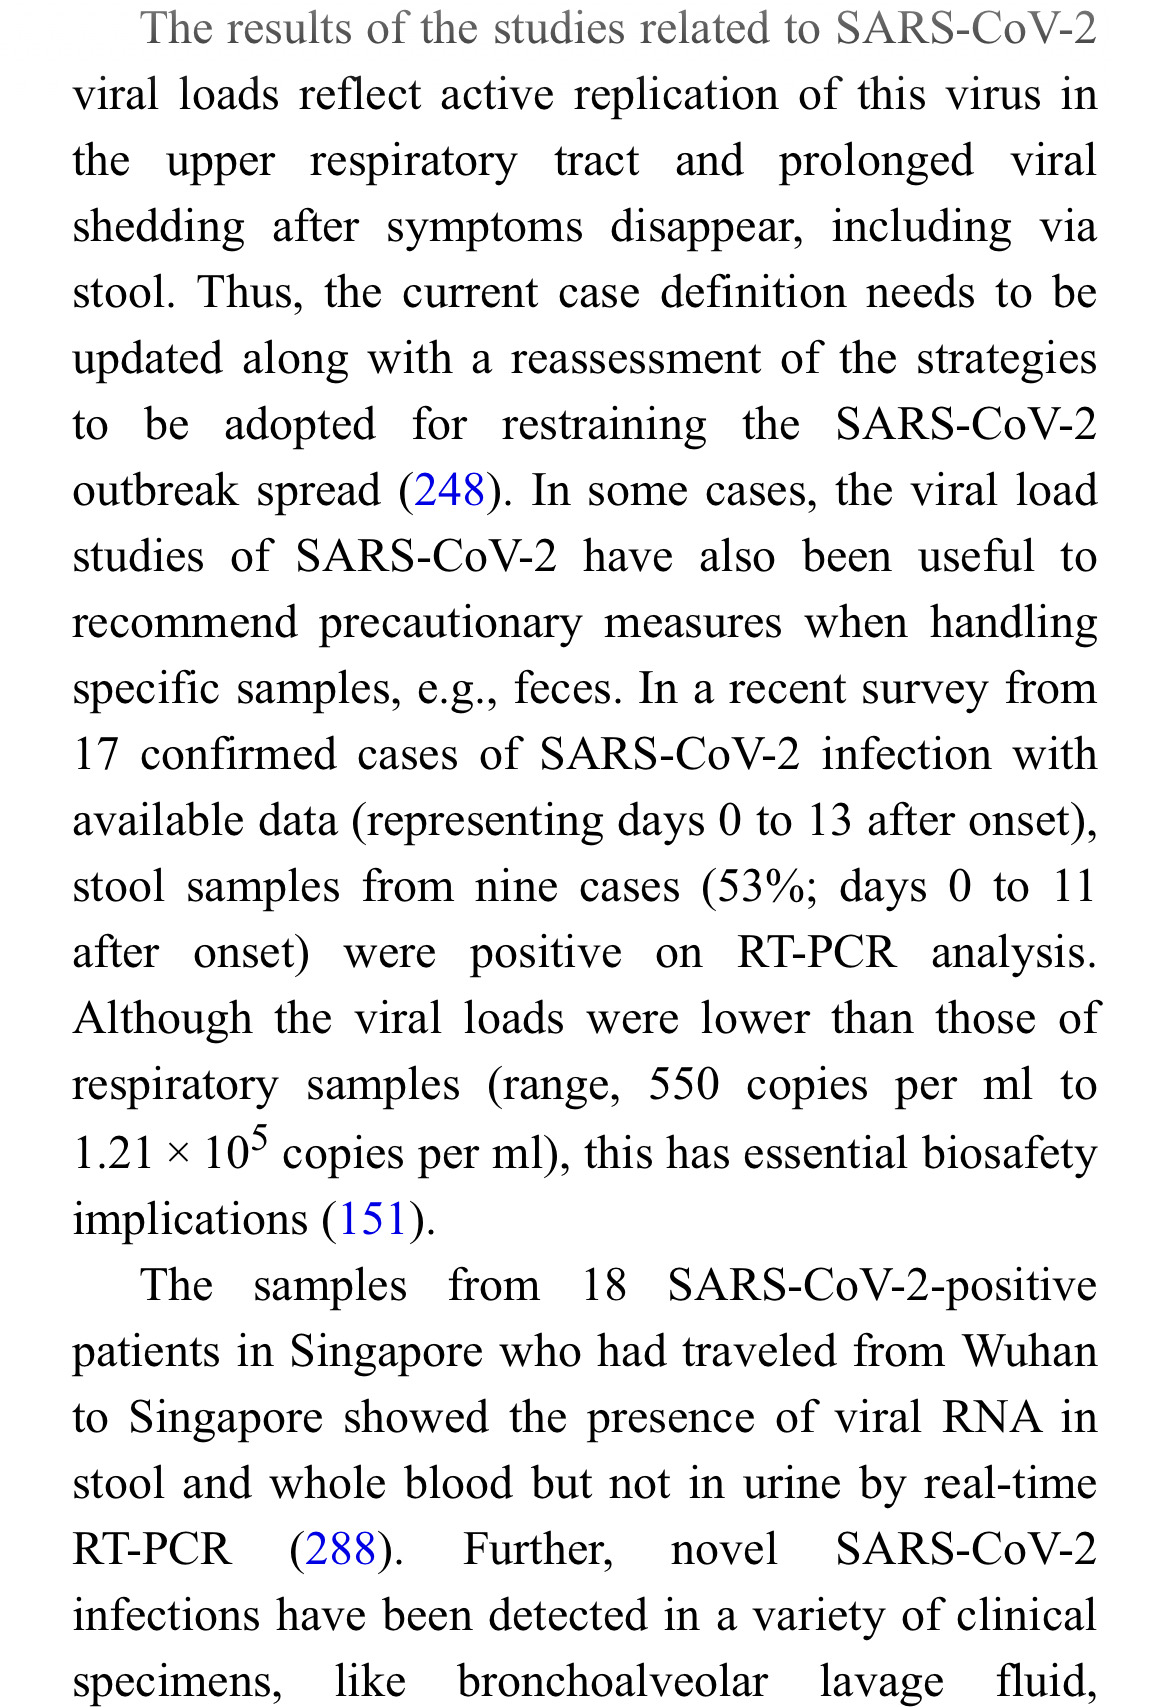 The results of the studies related to SARS-CoV-2
viral loads reflect active replication of this virus in
the upper respiratory tract and prolonged viral
shedding after symptoms disappear, including via
stool. Thus, the current case definition needs to be
updated along with a reassessment of the strategies
to be adopted for restraining the SARS-CoV-2
outbreak spread (248). In some cases, the viral load
studies of SARS-CoV-2 have also been useful to
recommend precautionary measures when handling
specific samples, e.g., feces. In a recent survey from
17 confirmed cases of SARS-CoV-2 infection with
available data (representing days 0 to 13 after onset),
stool samples from nine cases (53%; days 0 to 11
after onset) were positive on RT-PCR analysis.
Although the viral loads were lower than those of
respiratory samples (range, 550 copies per ml to
1.21 × 10⁵ copies per ml), this has essential biosafety
implications (151).
The samples from 18 SARS-CoV-2-positive
patients in Singapore who had traveled from Wuhan
to Singapore showed the presence of viral RNA in
stool and whole blood but not in urine by real-time
RT-PCR (288). Further, novel SARS-CoV-2
infections have been detected in a variety of clinical
specimens, like bronchoalveolar lavage fluid,